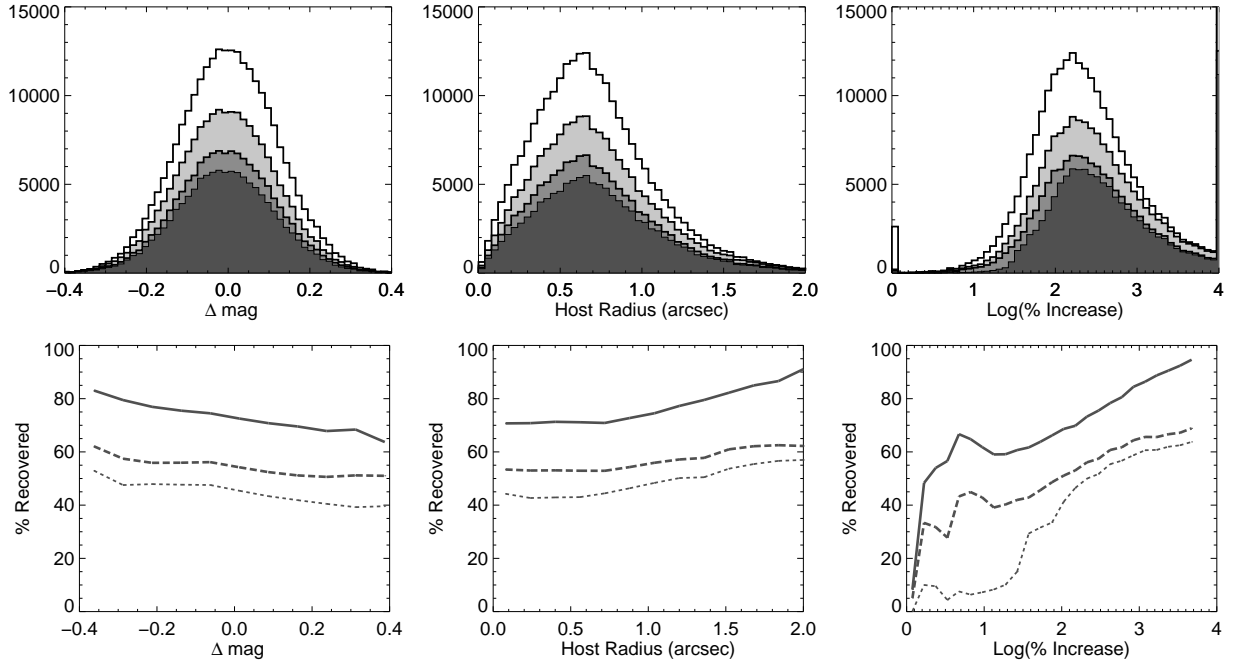 15000
10000
5000
0
−0.4 −0.2 0.0 0.2 0.4
Δ mag
15000
10000
5000
0
0.0 0.5 1.0 1.5 2.0
Host Radius (arcsec)
15000
10000
5000
0
0 1 2 3 4
Log(% Increase)
% Recovered
100
80
60
40
20
0
−0.4 −0.2 0.0 0.2 0.4
Δ mag
% Recovered
100
80
60
40
20
0
0.0 0.5 1.0 1.5 2.0
Host Radius (arcsec)
% Recovered
100
80
60
40
20
0
0 1 2 3 4
Log(% Increase)